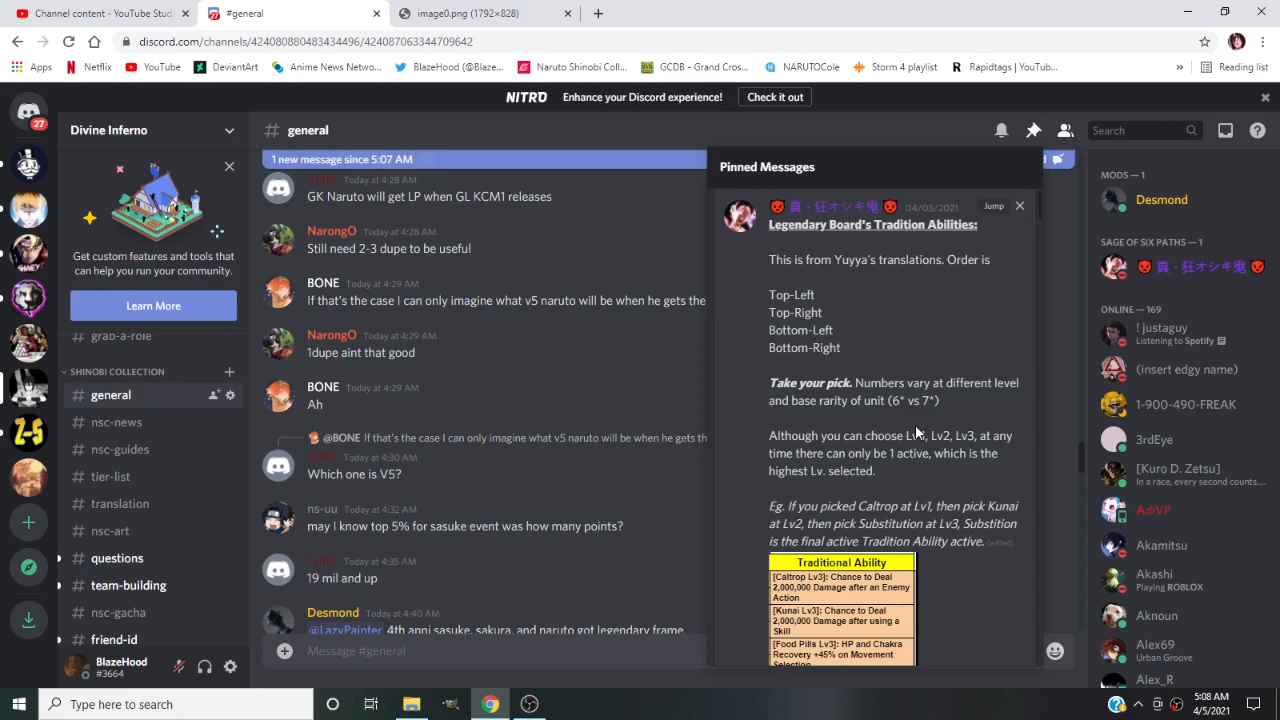 Content content - YouTube Stud
#general
image0.png (1792×828)
discord.com/channels/424080880483434496/424087063344709642
Apps
Netflix
YouTube
DeviantArt
Anime News Netwo...
BlazeHood (@Blaze...
Naruto Shinobi Coll...
GCDB - Grand Cross...
NARUTOCole
Storm 4 playlist
Rapidtags | YouTub...
»
Reading list
NITRO
Enhance your Discord experience!
Check it out
27
Divine Inferno
Get custom features and tools that
can help you run your community.
Learn More
grab-a-role
SHINOBI COLLECTION
general
nsc-news
nsc-guides
tier-list
translation
nsc-art
questions
team-building
nsc-gacha
friend-id
BlazeHood
#3664
# general
Search
1 new message since 5:07 AM
Today at 4:28 AM
GK Naruto will get LP when GL KCM1 releases
NarongO Today at 4:28 AM
Still need 2-3 dupe to be useful
BONE Today at 4:29 AM
If that's the case I can only imagine what v5 naruto will be when he gets the
NarongO Today at 4:29 AM
1dupe aint that good
BONE Today at 4:29 AM
Ah
@BONE If that's the case I can only imagine what v5 naruto will be when he gets th
Today at 4:30 AM
Which one is V5?
ns-uu Today at 4:32 AM
may I know top 5% for sasuke event was how many points?
Today at 4:35 AM
19 mil and up
Desmond Today at 4:40 AM
@LazyPainter 4th anni sasuke, sakura, and naruto got legendary frame
Message #general
Pinned Messages
真・狂オシキ鬼 04/03/2021 Jump
Legendary Board's Tradition Abilities:
This is from Yuyya's translations. Order is
Top-Left
Top-Right
Bottom-Left
Bottom-Right
Take your pick. Numbers vary at different level
and base rarity of unit (6* vs 7*)
Although you can choose Lv1, Lv2, Lv3, at any
time there can only be 1 active, which is the
highest Lv. selected.
Eg. If you picked Caltrop at Lv1, then pick Kunai
at Lv2, then pick Substitution at Lv3, Substition
is the final active Tradition Ability active. (edited)
Traditional Ability
[Caltrop Lv3]: Chance to Deal
2,000,000 Damage after an Enemy
Action
[Kunai Lv3]: Chance to Deal
2,000,000 Damage after using a
Skill
[Food Pills Lv3]: HP and Chakra
Recovery +45% on Movement
Selection
MODS — 1
Desmond
SAGE OF SIX PATHS — 1
真・狂オシキ鬼
ONLINE — 169
! justaguy
Listening to Spotify
(insert edgy name)
1-900-490-FREAK
3rdEye
[Kuro D. Zetsu]
In a race, every second counts....
AdiVP
Akamitsu
Akashi
Playing ROBLOX
Aknoun
Alex69
Urban Groove
Alex_R
Type here to search
5:08 AM
4/5/2021